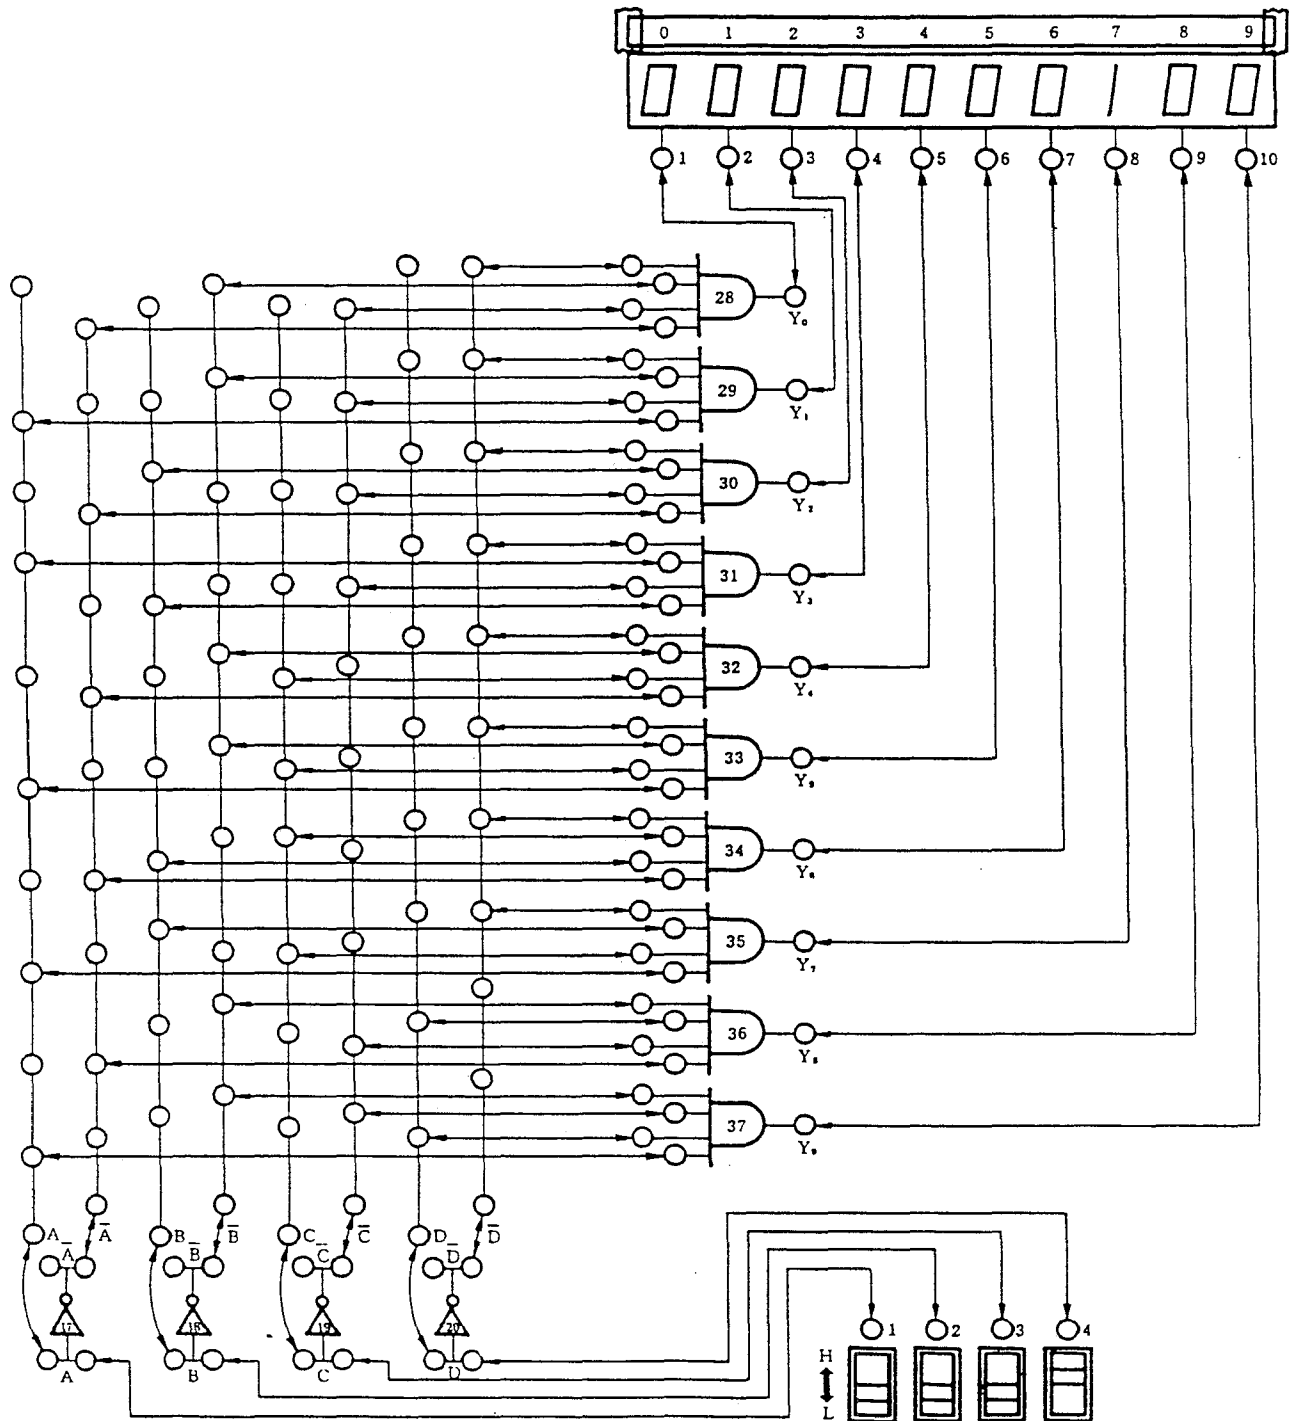 0 1 2 3 4 5 6 7 8 9
1 2 3 4 5 6 7 8 9 10
28
Y₀
29
Y₁
30
Y₂
31
Y₃
32
Y₄
33
Y₅
34
Y₆
35
Y₇
36
Y₈
37
Y₉
A A̅ B B̅ C C̅ D D̅
A̅ B̅ C̅ D̅
17 18 19 20
1 2 3 4
A B C D
H
L